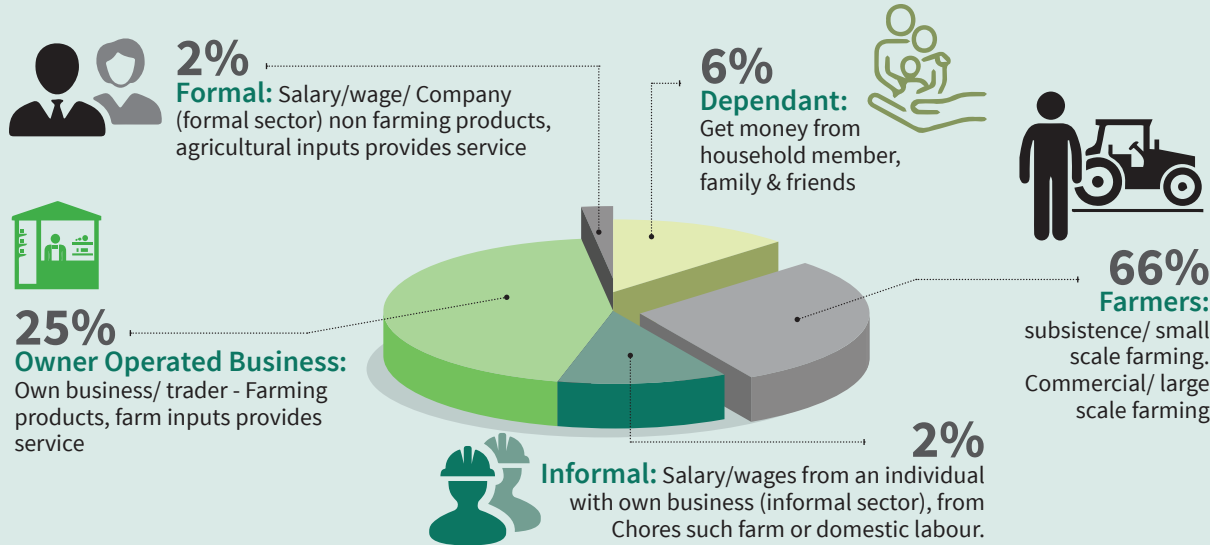 2%
Formal: Salary/wage/ Company
(formal sector) non farming products,
agricultural inputs provides service
6%
Dependant:
Get money from
household member,
family & friends
66%
Farmers:
subsistence/ small
scale farming.
Commercial/ large
scale farming
25%
Owner Operated Business:
Own business/ trader - Farming
products, farm inputs provides
service
2%
Informal: Salary/wages from an individual
with own business (informal sector), from
Chores such farm or domestic labour.